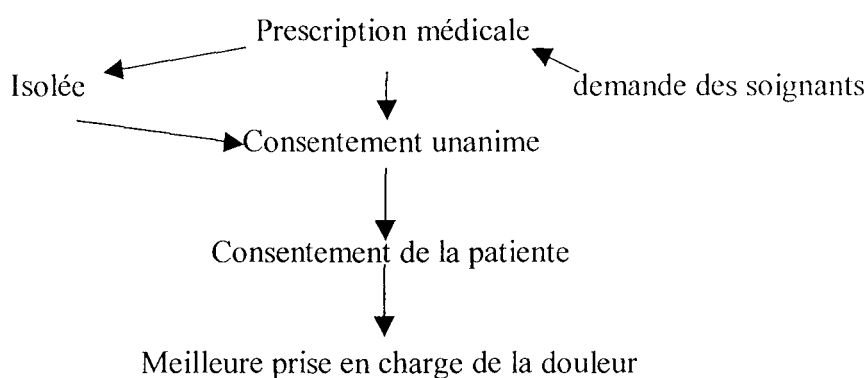 Prescription médicale
Isolée
demande des soignants
Consentement unanime
Consentement de la patiente
Meilleure prise en charge de la douleur